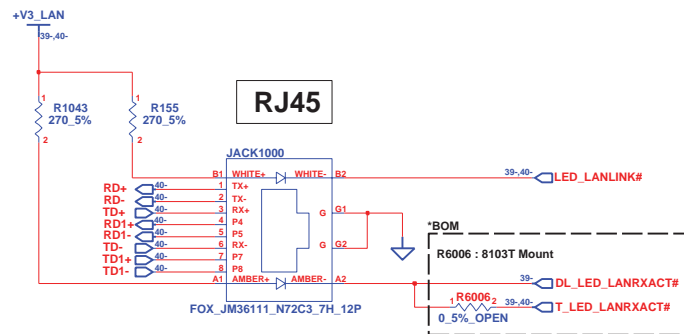 +V3_LAN
39-,40-
1 1
R1043 R155
270_5% 270_5%
2 2
RJ45
JACK1000
B1 WHITE+ WHITE- B2 39-,40- LED_LANLINK#
RD+ 40- 1 TX+
RD- 40- 2 TX-
TD+ 40- 3 RX+
RD1+ 40- 4 P4 G G1
RD1- 40- 5 P5
TD- 40- 6 RX- G G2
TD1+ 40- 7 P7
TD1- 40- 8 P8
A1 AMBER+ AMBER- A2
FOX_JM36111_N72C3_7H_12P
*BOM
R6006 : 8103T Mount
39- DL_LED_LANRXACT#
1 R6006 2 39-,40- T_LED_LANRXACT#
0_5%_OPEN